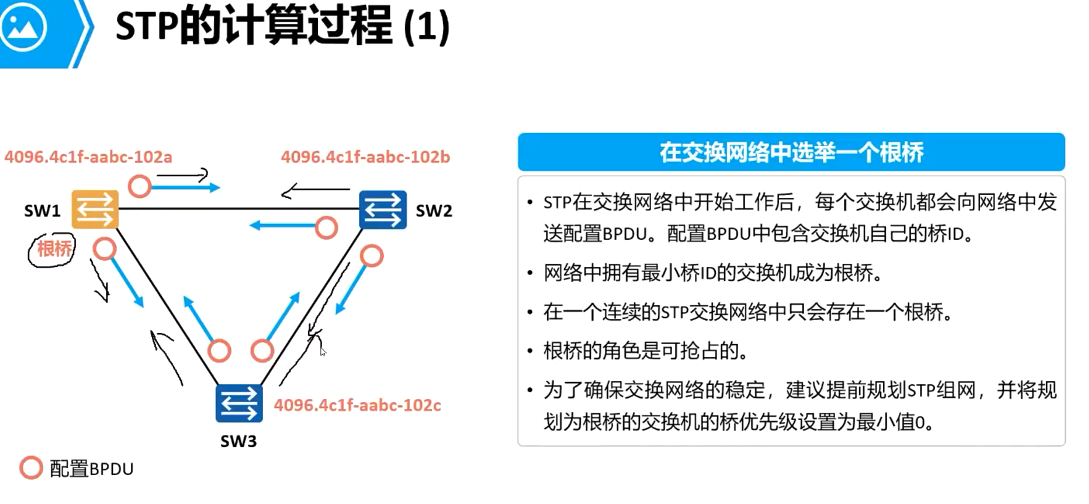 STP的计算过程 (1)
4096.4c1f-aabc-102a
4096.4c1f-aabc-102b
SW1
SW2
根桥
4096.4c1f-aabc-102c
SW3
配置BPDU
在交换网络中选举一个根桥
• STP在交换网络中开始工作后，每个交换机都会向网络中发
送配置BPDU。配置BPDU中包含交换机自己的桥ID。
• 网络中拥有最小桥ID的交换机成为根桥。
• 在一个连续的STP交换网络中只会存在一个根桥。
• 根桥的角色是可抢占的。
• 为了确保交换网络的稳定，建议提前规划STP组网，并将规
划为根桥的交换机的桥优先级设置为最小值0。